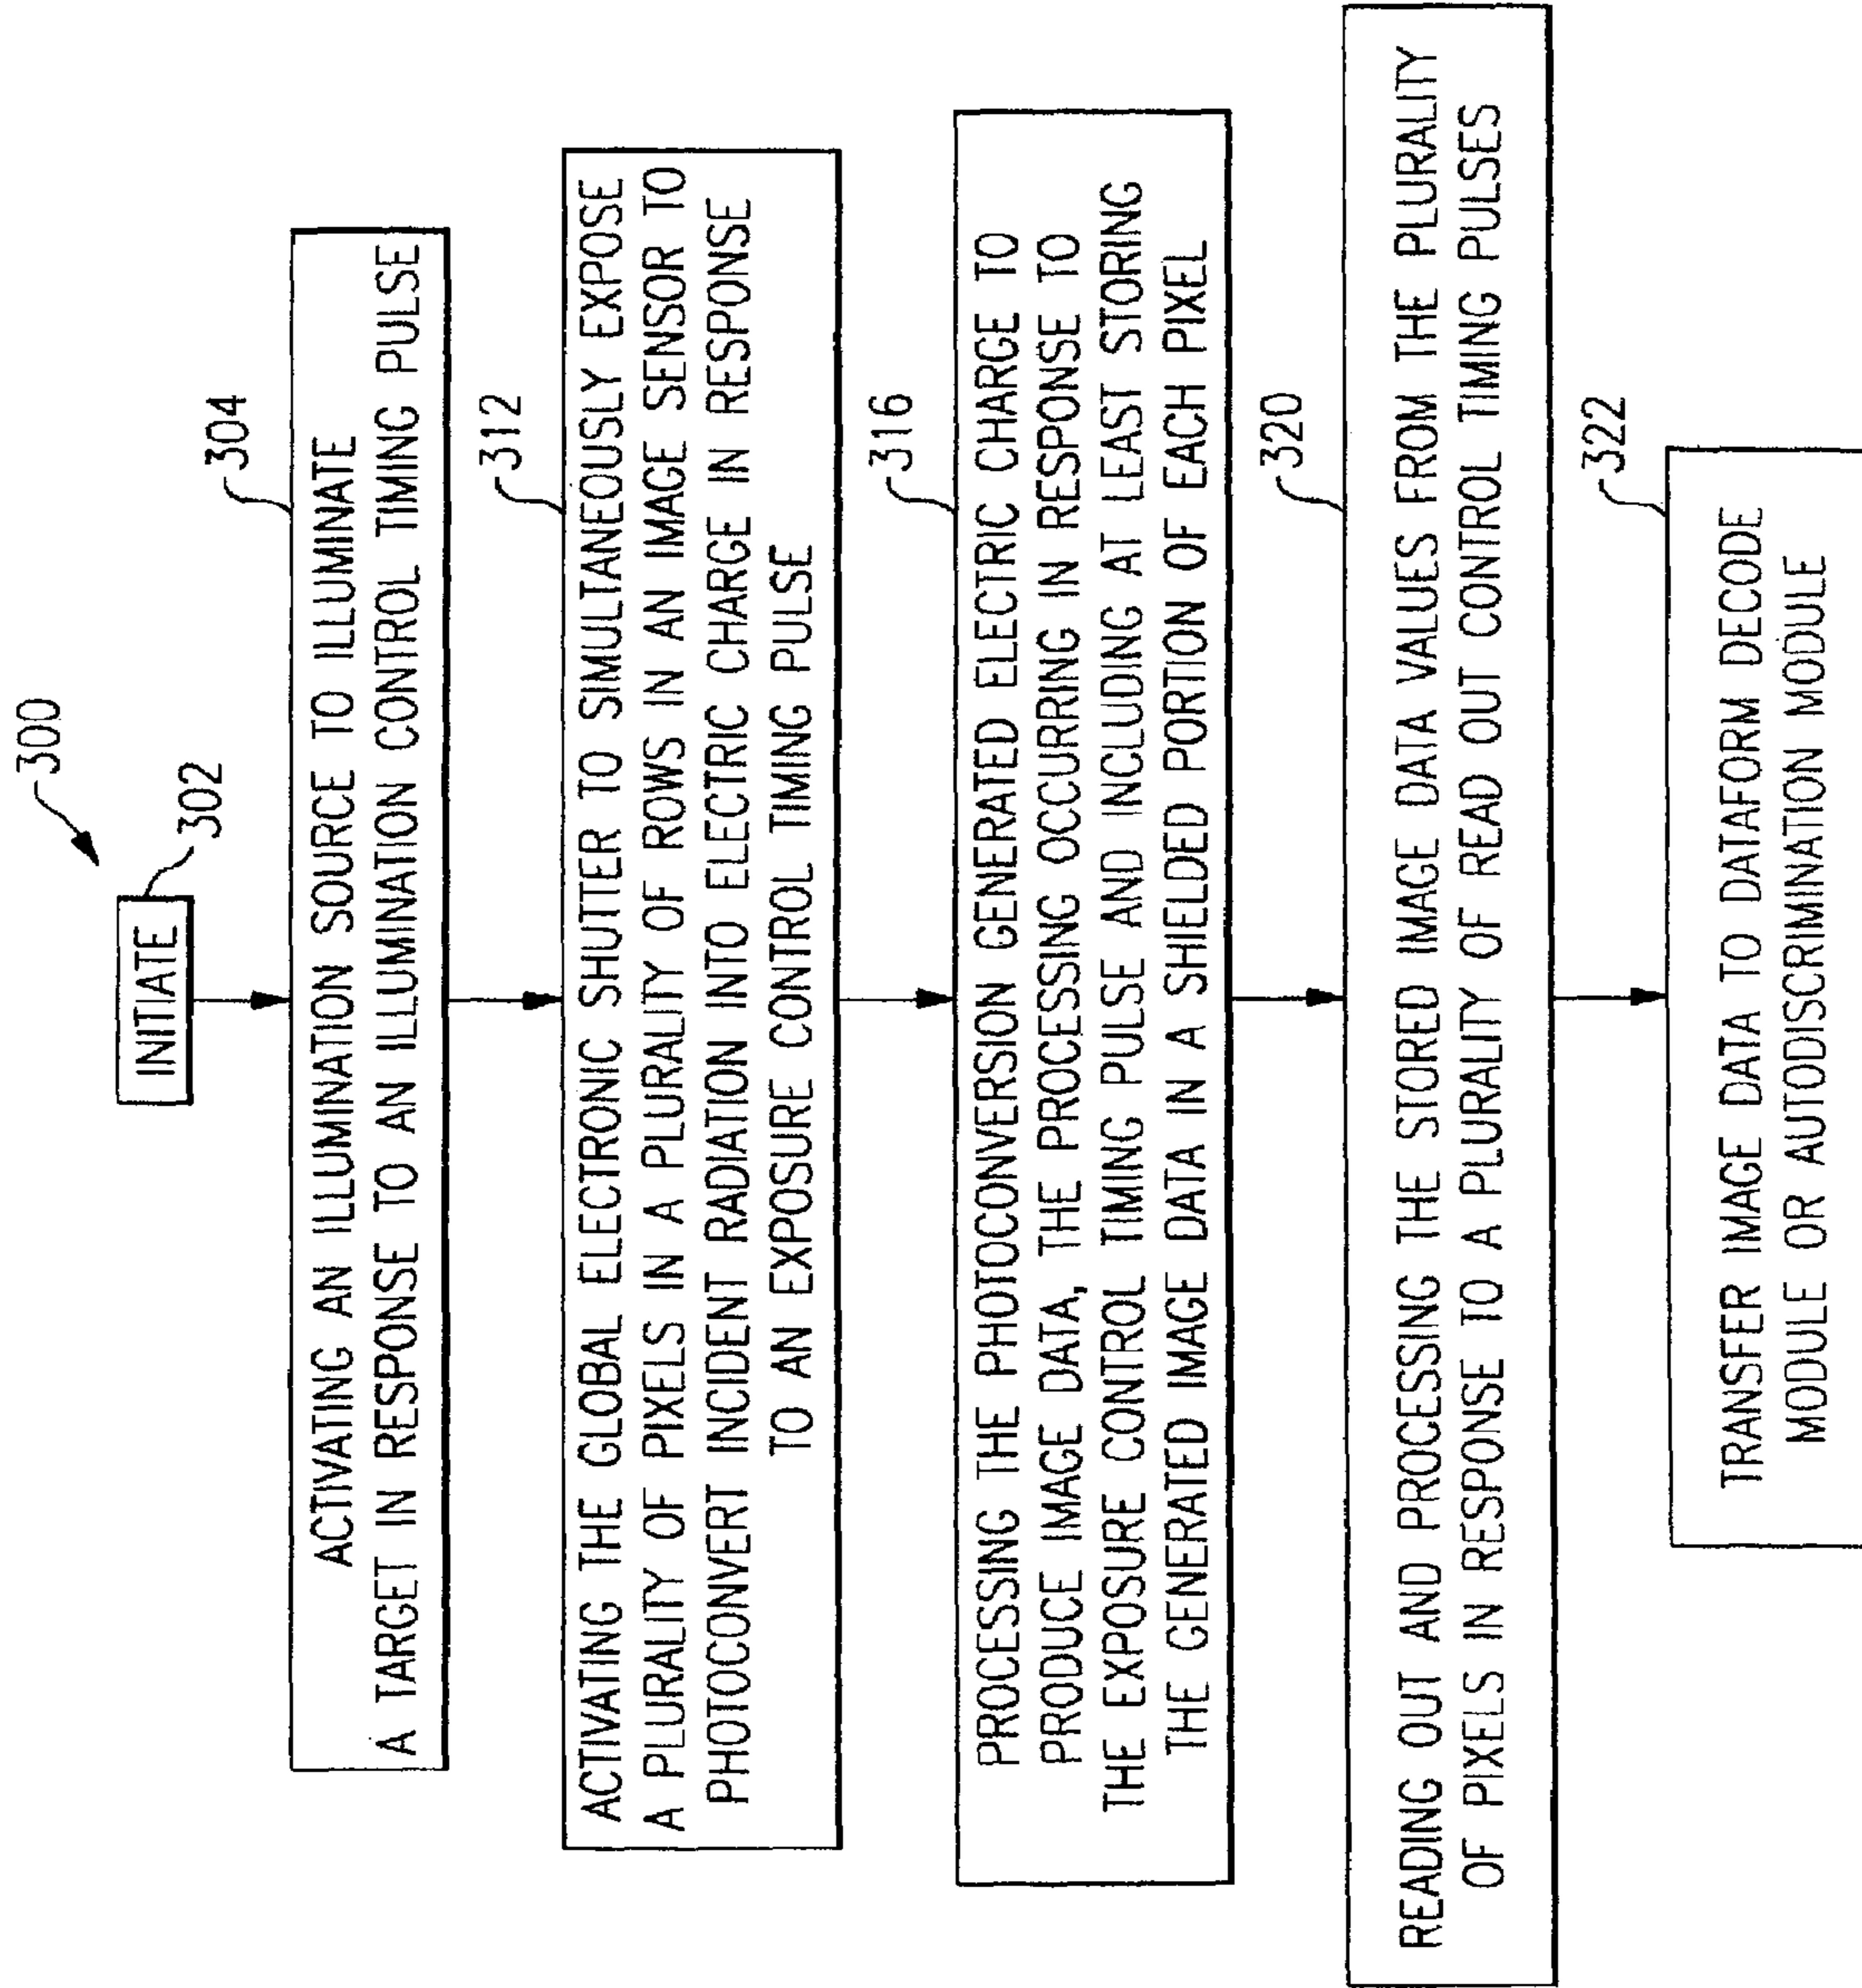 300
INITIATE
302
304
ACTIVATING AN ILLUMINATION SOURCE TO ILLUMINATE
A TARGET IN RESPONSE TO AN ILLUMINATION CONTROL TIMING PULSE
312
ACTIVATING THE GLOBAL ELECTRONIC SHUTTER TO SIMULTANEOUSLY EXPOSE
A PLURALITY OF PIXELS IN A PLURALITY OF ROWS IN AN IMAGE SENSOR TO
PHOTOCONVERT INCIDENT RADIATION INTO ELECTRIC CHARGE IN RESPONSE
TO AN EXPOSURE CONTROL TIMING PULSE
316
PROCESSING THE PHOTOCONVERSION GENERATED ELECTRIC CHARGE TO
PRODUCE IMAGE DATA, THE PROCESSING OCCURRING IN RESPONSE TO
THE EXPOSURE CONTROL TIMING PULSE AND INCLUDING AT LEAST STORING
THE GENERATED IMAGE DATA IN A SHIELDED PORTION OF EACH PIXEL
320
READING OUT AND PROCESSING THE STORED IMAGE DATA VALUES FROM THE PLURALITY
OF PIXELS IN RESPONSE TO A PLURALITY OF READ OUT CONTROL TIMING PULSES
322
TRANSFER IMAGE DATA TO DATAFORM DECODE
MODULE OR AUTODISCRIMINATION MODULE